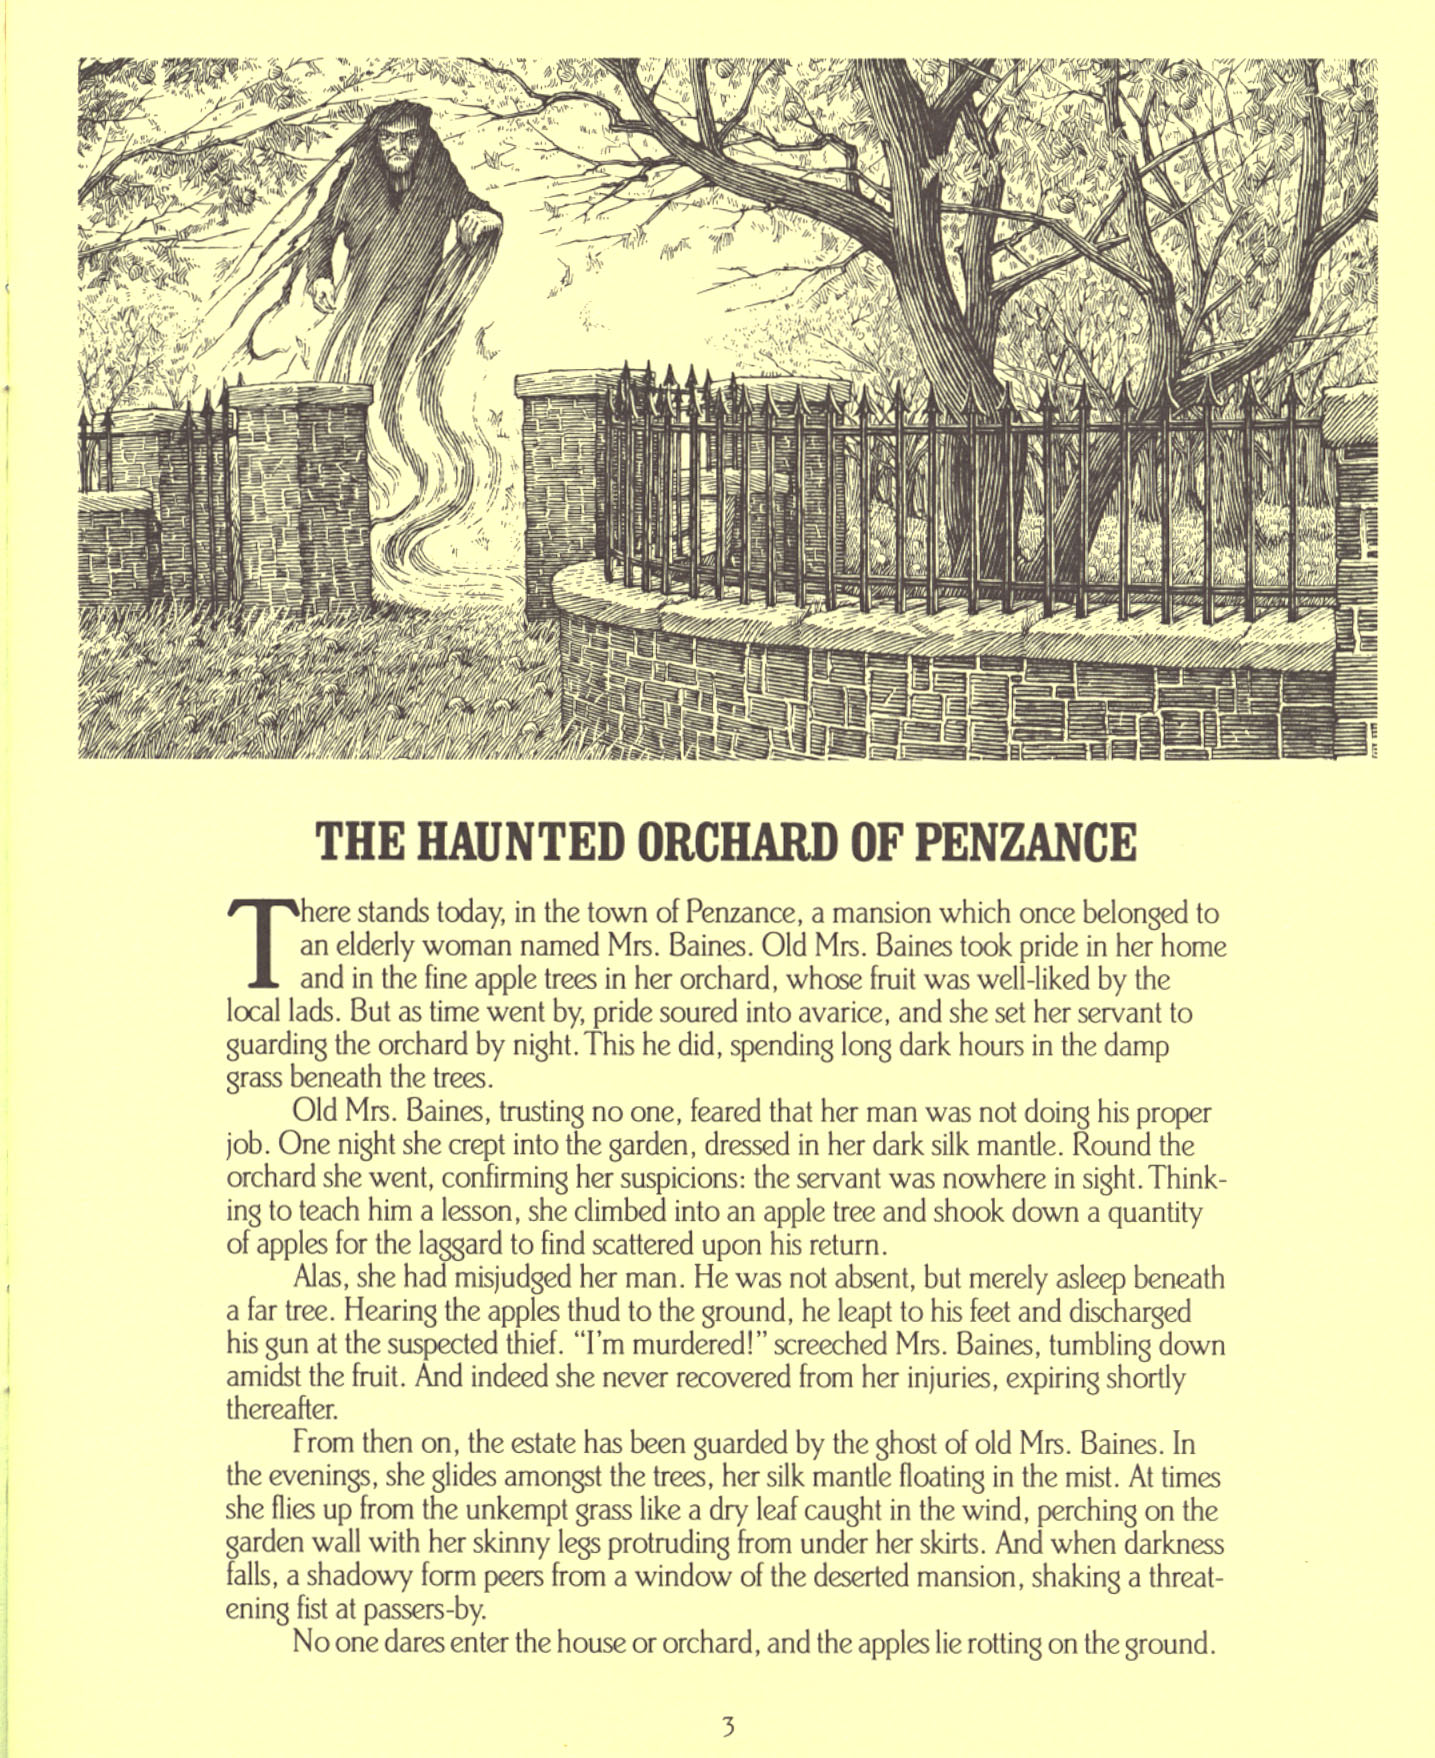 THE HAUNTED ORCHARD OF PENZANCE
There stands today, in the town of Penzance, a mansion which once belonged to
an elderly woman named Mrs. Baines. Old Mrs. Baines took pride in her home
and in the fine apple trees in her orchard, whose fruit was well-liked by the
local lads. But as time went by, pride soured into avarice, and she set her servant to
guarding the orchard by night. This he did, spending long dark hours in the damp
grass beneath the trees.
Old Mrs. Baines, trusting no one, feared that her man was not doing his proper
job. One night she crept into the garden, dressed in her dark silk mantle. Round the
orchard she went, confirming her suspicions: the servant was nowhere in sight. Think-
ing to teach him a lesson, she climbed into an apple tree and shook down a quantity
of apples for the laggard to find scattered upon his return.
Alas, she had misjudged her man. He was not absent, but merely asleep beneath
a far tree. Hearing the apples thud to the ground, he leapt to his feet and discharged
his gun at the suspected thief. “I’m murdered!” screeched Mrs. Baines, tumbling down
amidst the fruit. And indeed she never recovered from her injuries, expiring shortly
thereafter.
From then on, the estate has been guarded by the ghost of old Mrs. Baines. In
the evenings, she glides amongst the trees, her silk mantle floating in the mist. At times
she flies up from the unkempt grass like a dry leaf caught in the wind, perching on the
garden wall with her skinny legs protruding from under her skirts. And when darkness
falls, a shadowy form peers from a window of the deserted mansion, shaking a threat-
ening fist at passers-by.
No one dares enter the house or orchard, and the apples lie rotting on the ground.
3